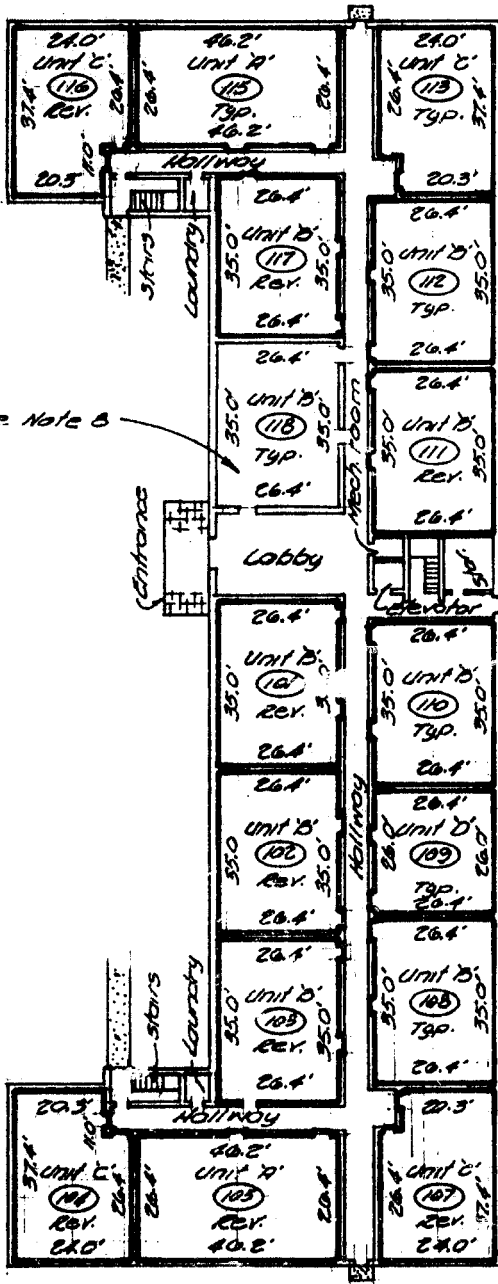 24.0'
Unit 'C'
116
Rev.
37.4'
26.4'
11.0'
20.3'
46.2'
Unit 'A'
115
Typ.
46.2'
26.4'
26.4'
24.0'
Unit 'C'
113
Typ.
26.4'
37.4'
20.3'
Hallway
Stairs
Laundry
26.4'
Unit 'B'
117
Rev.
35.0'
35.0'
26.4'
26.4'
Unit 'B'
112
Typ.
35.0'
35.0'
26.4'
26.4'
Unit 'B'
118
Typ.
35.0'
35.0'
26.4'
Note 8
Mech. room
26.4'
Unit 'B'
111
Rev.
35.0'
35.0'
26.4'
Entrance
Lobby
Elevator
26.4'
Unit 'B'
101
Rev.
35.0'
26.4'
26.4'
Unit 'B'
110
Typ.
35.0'
35.0'
26.4'
26.4'
Unit 'B'
102
Rev.
35.0
35.0'
26.4'
Hallway
26.4'
Unit 'D'
109
Typ.
26.0'
26.0'
26.4'
26.4'
Unit 'B'
103
Rev.
35.0'
35.0'
26.4'
26.4'
Unit 'B'
108
Typ.
35.0'
35.0'
26.4'
Stairs
Laundry
Hallway
20.3'
11.0'
37.4'
Unit 'C'
104
Rev.
26.4'
24.0'
46.2'
Unit 'A'
105
Rev.
26.4'
26.4'
46.2'
20.3'
Unit 'C'
107
Rev.
26.4'
37.4'
24.0'